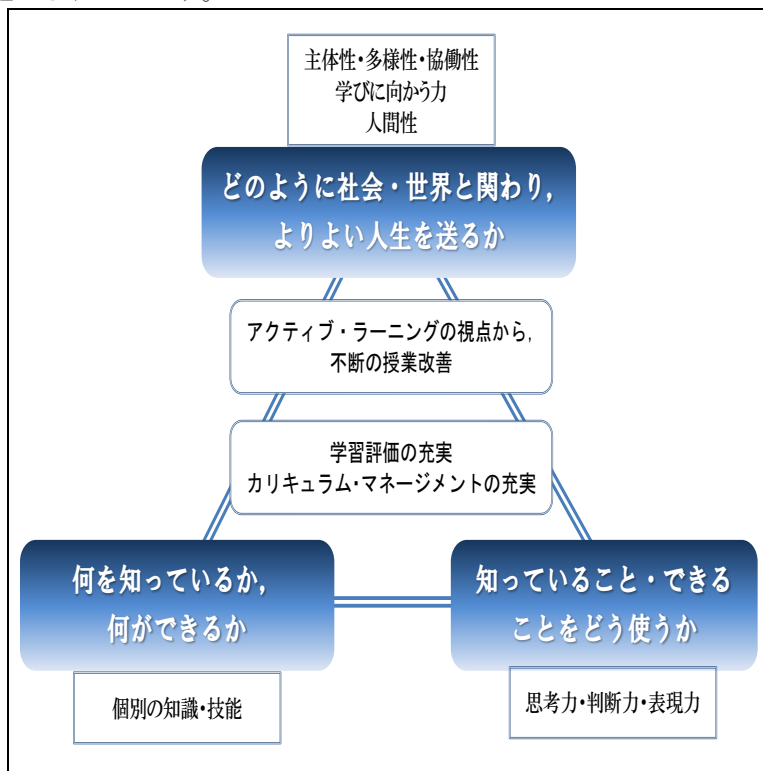 主体性・多様性・協働性
学びに向かう力
人間性
どのように社会・世界と関わり,
よりよい人生を送るか
アクティブ・ラーニングの視点から,
不断の授業改善
学習評価の充実
カリキュラム・マネージメントの充実
何を知っているか,
何ができるか
個別の知識・技能
知っていること・できる
ことをどう使うか
思考力・判断力・表現力